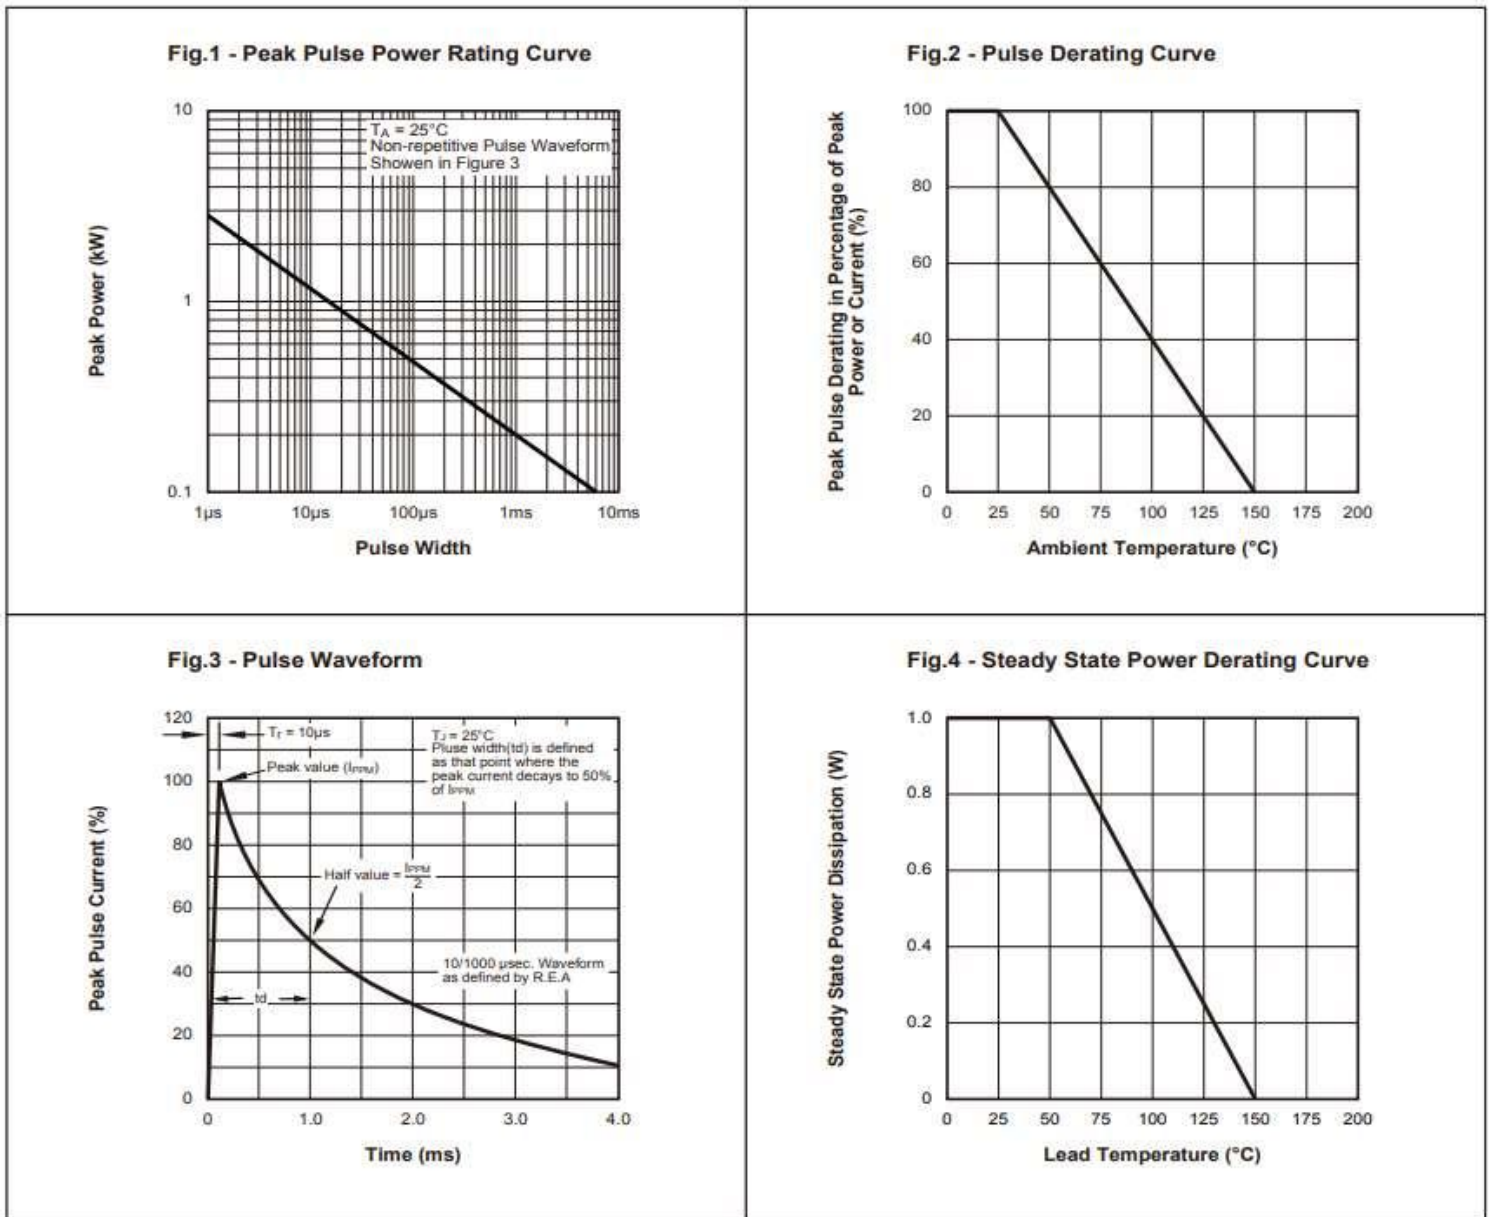 Fig.1 - Peak Pulse Power Rating Curve
10
1
0.1
Peak Power (kW)
TA = 25°C
Non-repetitive Pulse Waveform
Showen in Figure 3
1µs 10µs 100µs 1ms 10ms
Pulse Width
Fig.2 - Pulse Derating Curve
Peak Pulse Derating in Percentage of Peak
Power or Current (%)
100
80
60
40
20
0
0 25 50 75 100 125 150 175 200
Ambient Temperature (°C)
Fig.3 - Pulse Waveform
120
100
80
60
40
20
0
Peak Pulse Current (%)
Tr = 10µs
Peak value (IPPM)
TJ = 25°C
Pluse width(td) is defined
as that point where the
peak current decays to 50%
of IPPM
Half value = IPPM
2
10/1000 µsec. Waveform
as defined by R.E.A
td
0 1.0 2.0 3.0 4.0
Time (ms)
Fig.4 - Steady State Power Derating Curve
Steady State Power Dissipation (W)
1.0
0.8
0.6
0.4
0.2
0
0 25 50 75 100 125 150 175 200
Lead Temperature (°C)